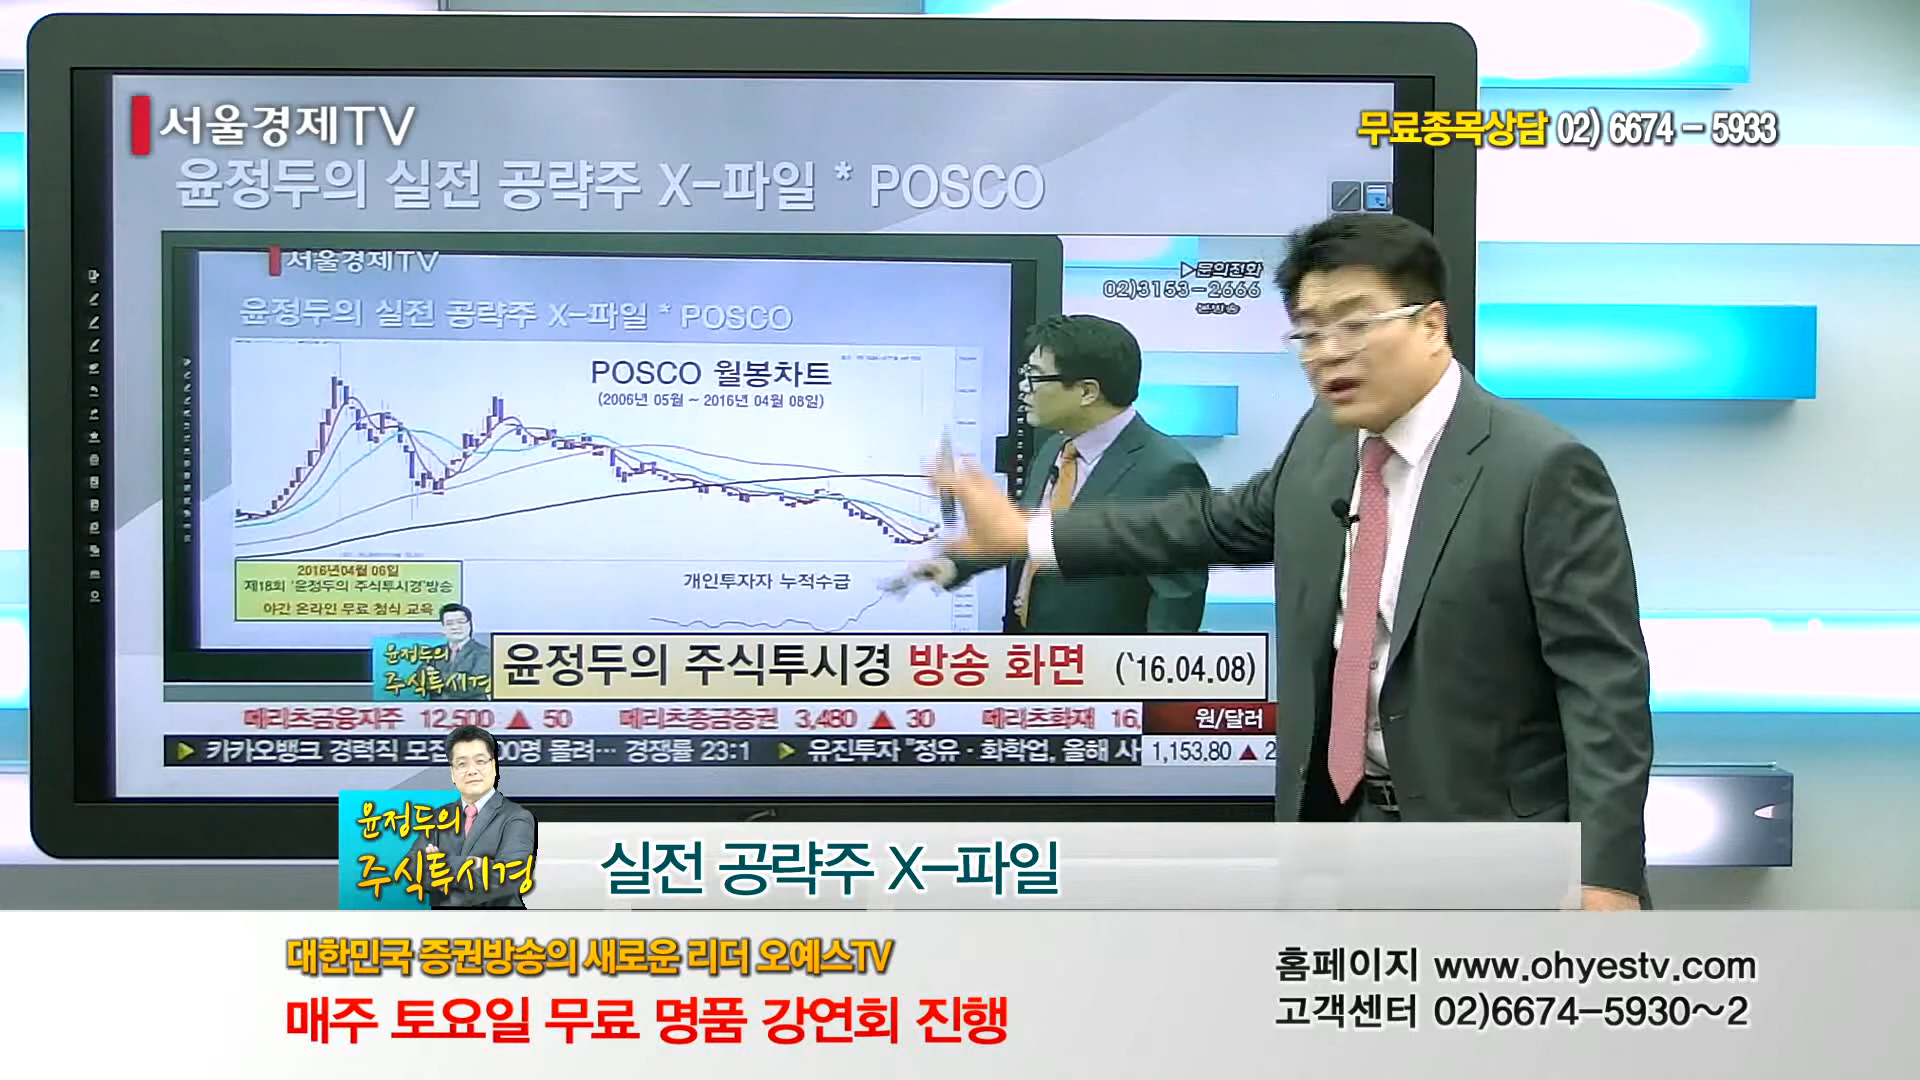 서울경제TV
무료종목상담 02) 6674 - 5933
윤정두의 실전 공략주 X-파일 * POSCO
서울경제TV
▷문의전화
02)3153-2666
본방송
윤정두의 실전 공략주 X-파일 * POSCO
POSCO 월봉차트
(2006년 05월 ~ 2016년 04월 08일)
2016년04월 06일
제18회 '윤정두의 주식투시경'방송
야간 온라인 무료 첨삭 교육
개인투자자 누적수급
윤정두의
주식투시경
윤정두의 주식투시경 방송 화면 (`16.04.08)
메리츠금융지주 12,500 ▲ 50 메리츠종금증권 3,480 ▲ 30 메리츠화재 16, 원/달러
▶ 카카오뱅크 경력직 모집 00명 몰려… 경쟁률 23:1 ▶ 유진투자 "정유·화학업, 올해 사 1,153.80 ▲ 2
윤정두의
주식투시경
실전 공략주 X-파일
대한민국 증권방송의 새로운 리더 오예스TV
매주 토요일 무료 명품 강연회 진행
홈페이지 www.ohyestv.com
고객센터 02)6674-5930~2